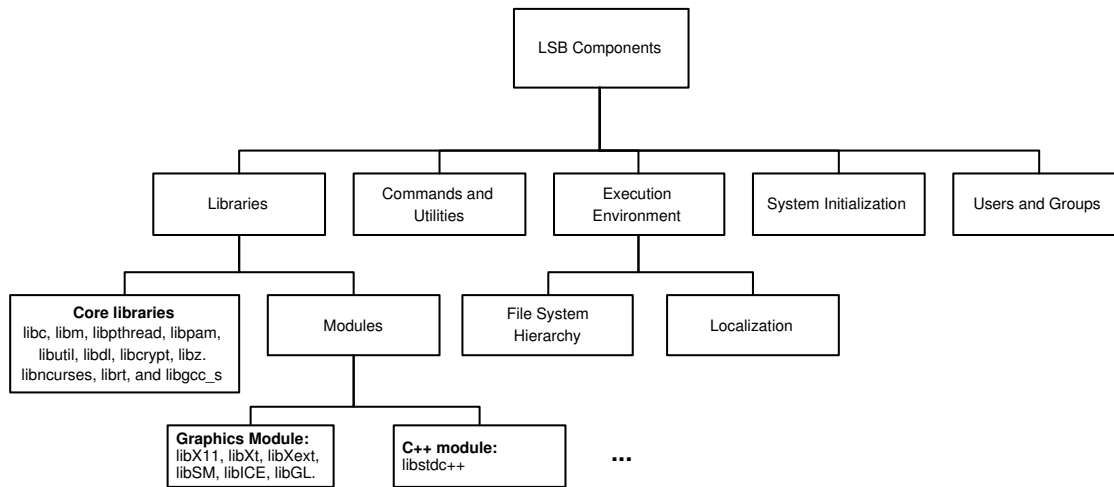 LSB Components
Libraries
Commands and
Utilities
Execution
Environment
System Initialization
Users and Groups
Core libraries
libc, libm, libpthread, libpam,
libutil, libdl, libcrypt, libz.
libncurses, librt, and libgcc_s
Modules
File System
Hierarchy
Localization
Graphics Module:
libX11, libXt, libXext,
libSM, libICE, libGL.
C++ module:
libstdc++
...